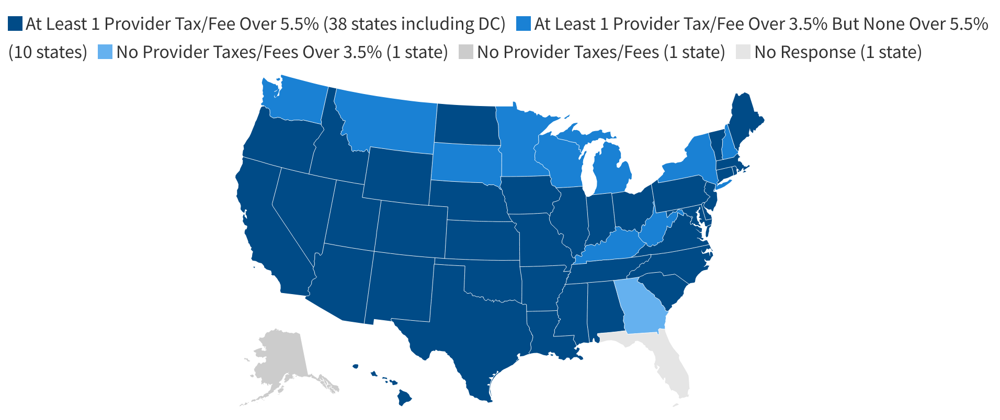 At Least 1 Provider Tax/Fee Over 5.5% (38 states including DC) At Least 1 Provider Tax/Fee Over 3.5% But None Over 5.5%
(10 states) No Provider Taxes/Fees Over 3.5% (1 state) No Provider Taxes/Fees (1 state) No Response (1 state)